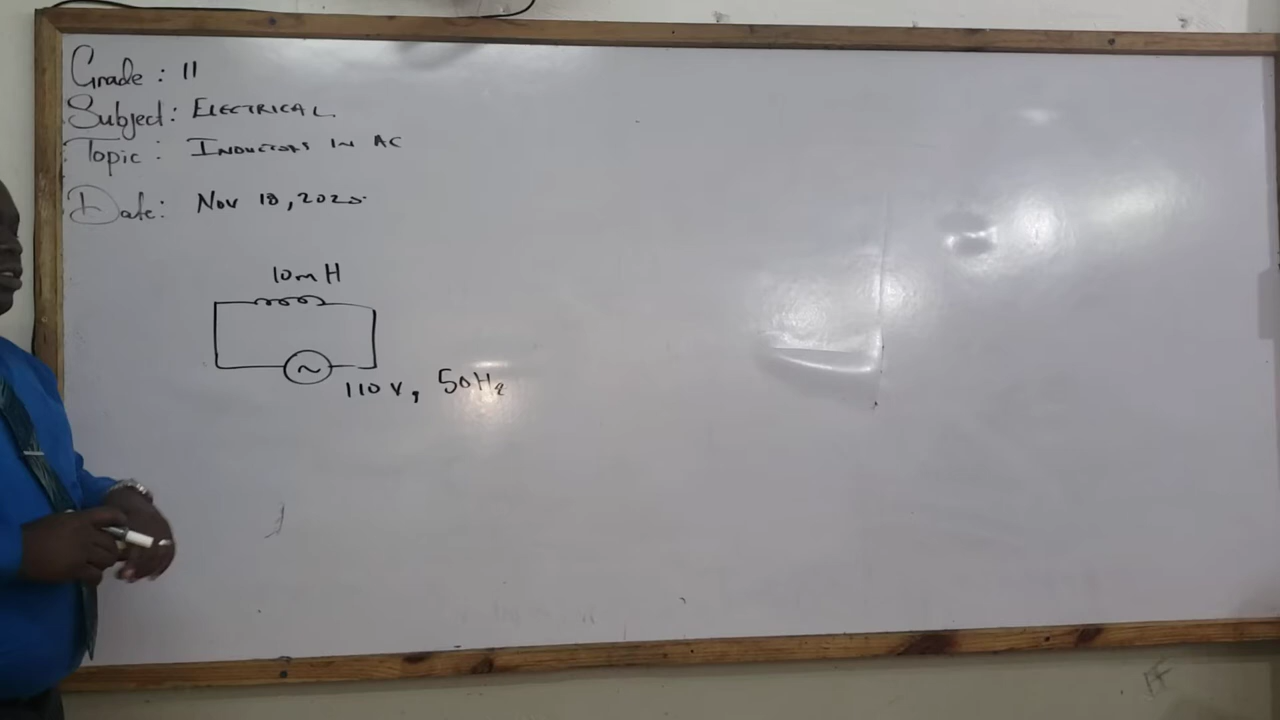 Grade: 11
Subject: ELECTRICAL
Topic: INDUCTORS IN AC
Date: Nov 18, 2020
10mH
~
110V, 50Hz